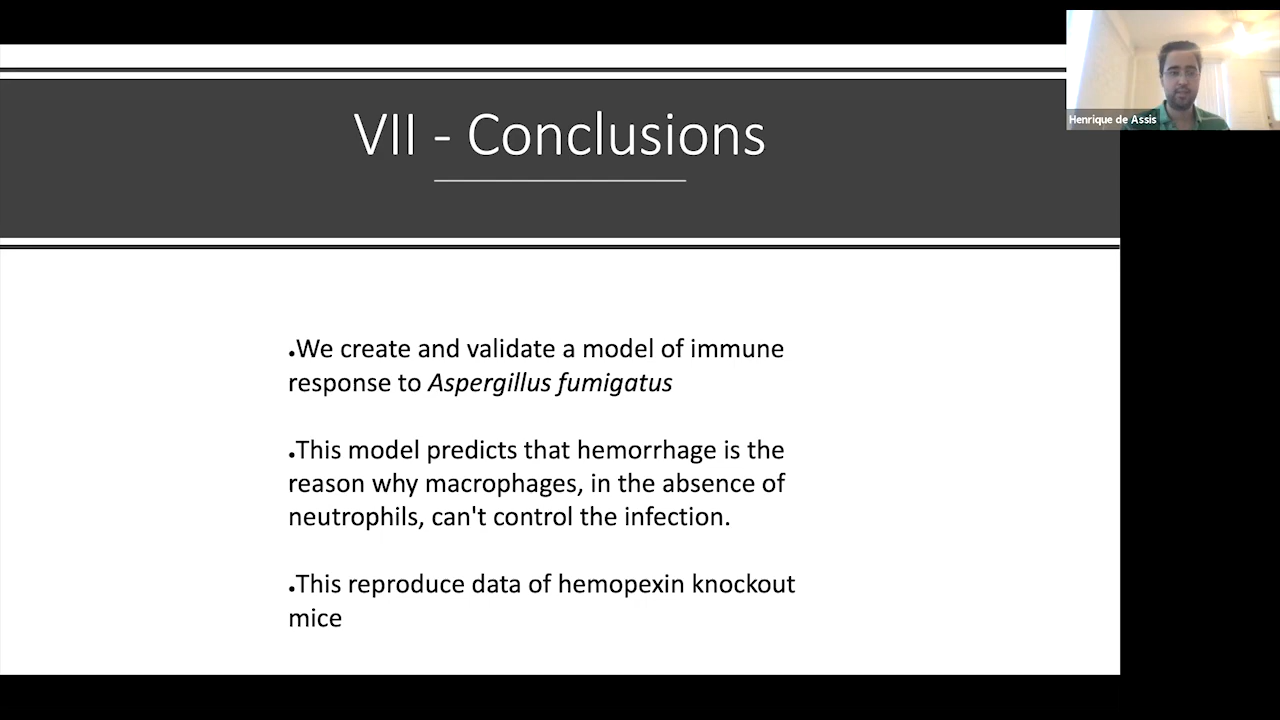 VII - Conclusions
Henrique de Assis
•We create and validate a model of immune
response to Aspergillus fumigatus
•This model predicts that hemorrhage is the
reason why macrophages, in the absence of
neutrophils, can't control the infection.
•This reproduce data of hemopexin knockout
mice